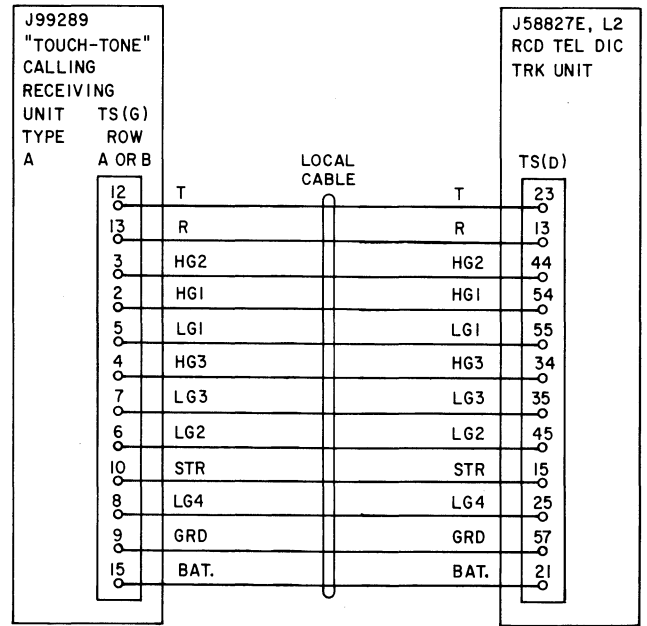 J99289
"TOUCH-TONE"
CALLING
RECEIVING
UNIT TS(G)
TYPE ROW
A A OR B
LOCAL
CABLE
J58827E, L2
RCD TEL DIC
TRK UNIT
TS(D)
12 T T 23
13 R R 13
3 HG2 HG2 44
2 HG1 HG1 54
5 LG1 LG1 55
4 HG3 HG3 34
7 LG3 LG3 35
6 LG2 LG2 45
10 STR STR 15
8 LG4 LG4 25
9 GRD GRD 57
15 BAT. BAT. 21